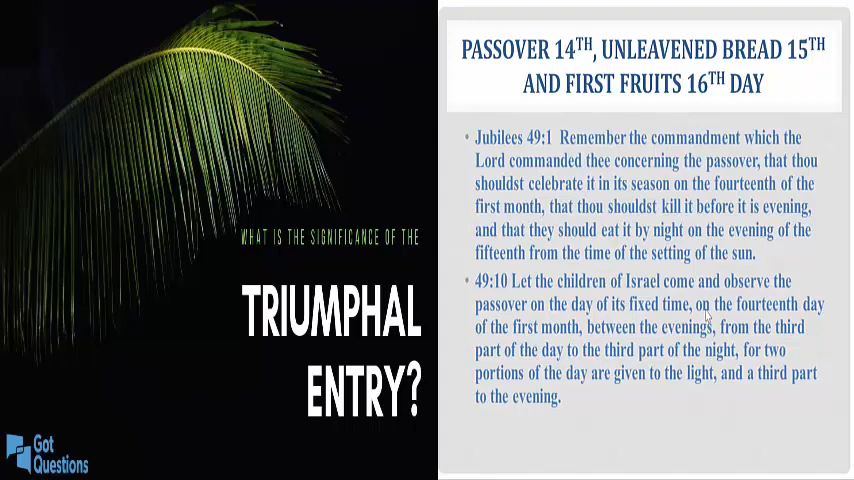 WHAT IS THE SIGNIFICANCE OF THE
TRIUMPHAL
ENTRY?
Got
Questions
PASSOVER 14TH, UNLEAVENED BREAD 15TH
AND FIRST FRUITS 16TH DAY
• Jubilees 49:1 Remember the commandment which the
Lord commanded thee concerning the passover, that thou
shouldst celebrate it in its season on the fourteenth of the
first month, that thou shouldst kill it before it is evening,
and that they should eat it by night on the evening of the
fifteenth from the time of the setting of the sun.
• 49:10 Let the children of Israel come and observe the
passover on the day of its fixed time, on the fourteenth day
of the first month, between the evenings, from the third
part of the day to the third part of the night, for two
portions of the day are given to the light, and a third part
to the evening.